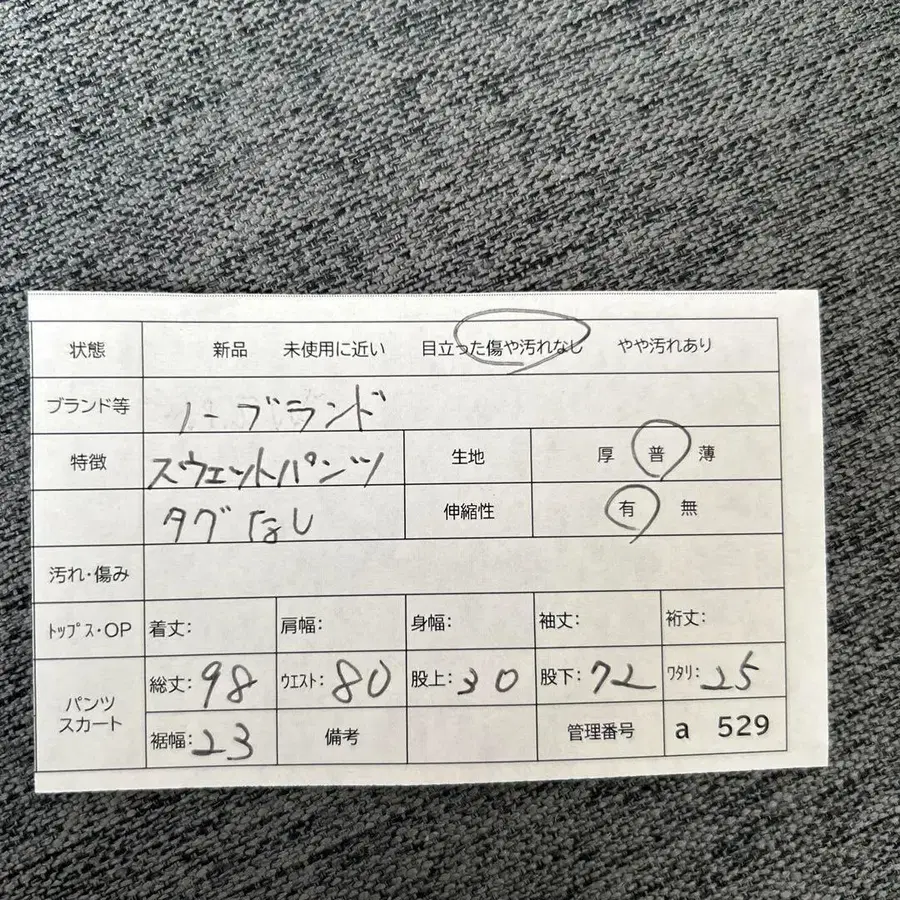 状態 新品 未使用に近い 目立った傷や汚れなし やや汚れあり
ブランド等 ノーブランド
特徴 スウェットパンツ 生地 厚 普 薄
タグなし 伸縮性 有 無
汚れ・傷み
ﾄｯﾌﾟｽ・OP 着丈: 肩幅: 身幅: 袖丈: 裄丈:
パンツ スカート 総丈: 98 ｳｴｽﾄ: 80 股上: 30 股下: 72 ﾜﾀﾘ: 25
裾幅: 23 備考 管理番号 a 529